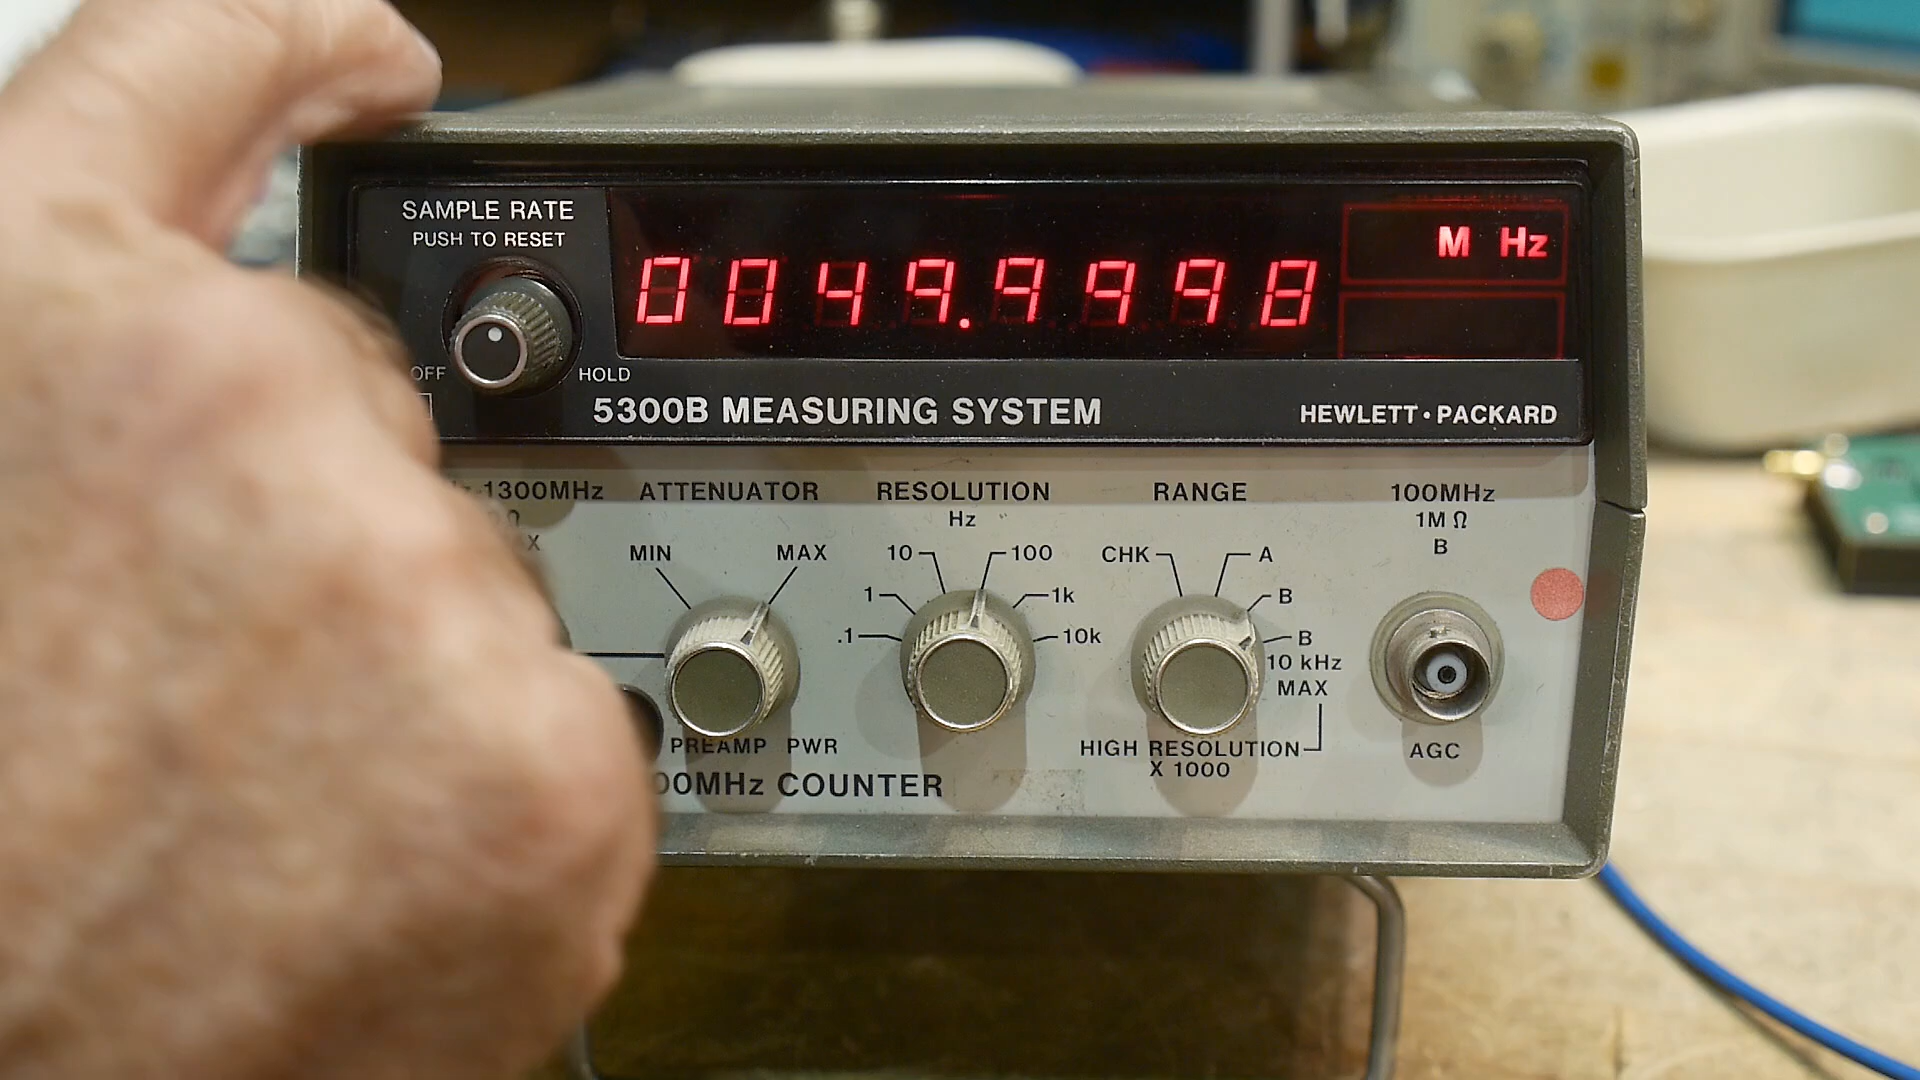 SAMPLE RATE
PUSH TO RESET
0049.9998
M Hz
OFF
HOLD
5300B MEASURING SYSTEM
HEWLETT•PACKARD
-1300MHz
ATTENUATOR
RESOLUTION
Hz
RANGE
100MHz
1M Ω
B
MIN
MAX
10
100
1
1k
.1
10k
CHK
A
B
B
10 kHz
MAX
HIGH RESOLUTION
X 1000
PREAMP PWR
AGC
00MHz COUNTER